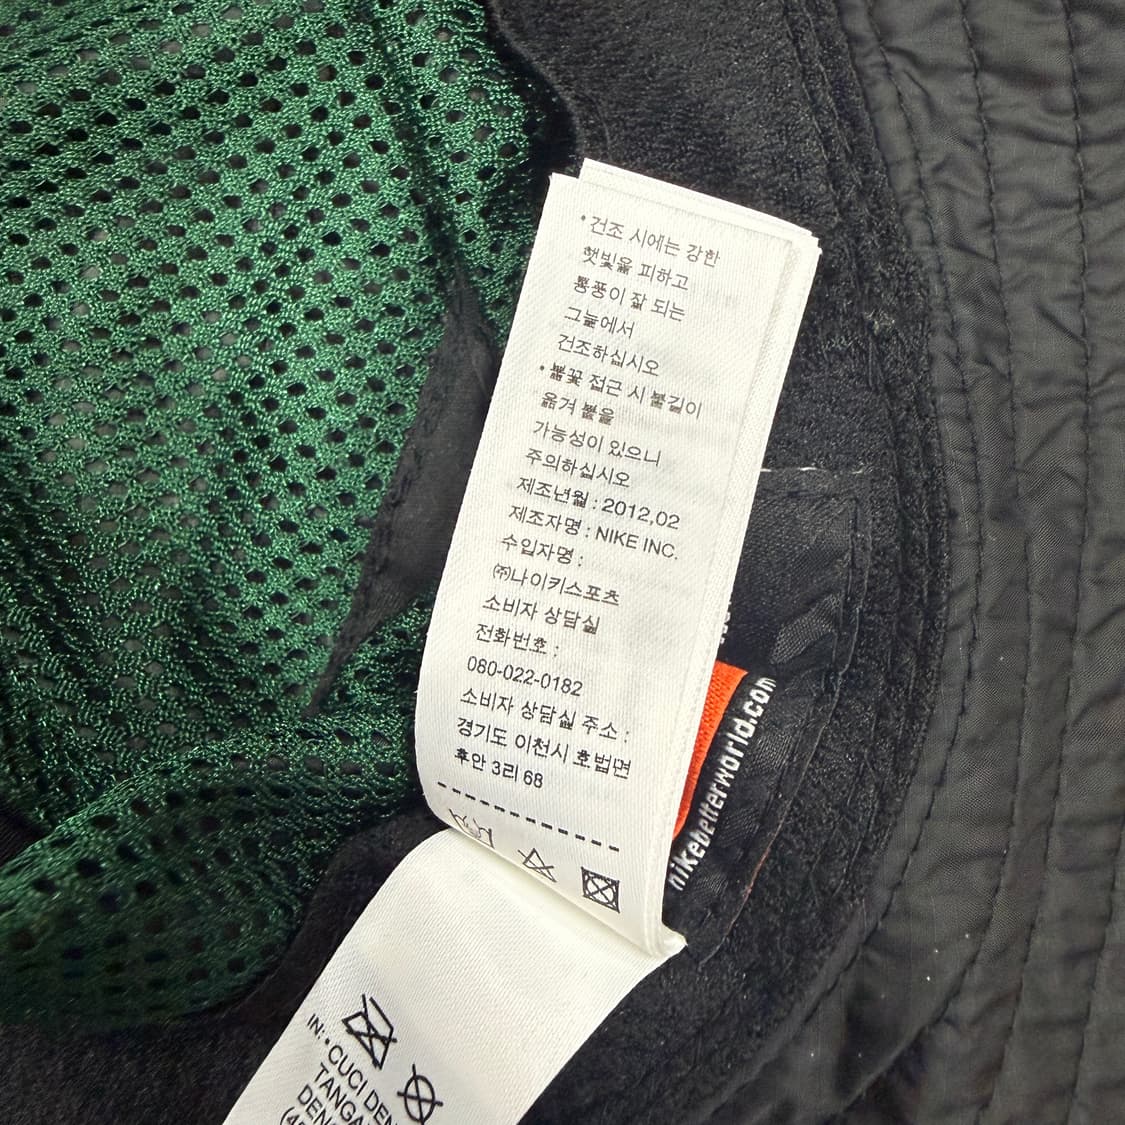 • 건조 시에는 강한
햇빛을 피하고
통풍이 잘 되는
그늘에서
건조하십시오
• 불꽃 접근 시 불길이
옮겨 붙을
가능성이 있으니
주의하십시오
제조년월 : 2012.02
제조자명 : NIKE INC.
수입자명 :
㈜나이키스포츠
소비자 상담실
전화번호 :
080-022-0182
소비자 상담실 주소 :
경기도 이천시 호법면
후안 3리 68
nikebetterworld.com
IN: • CUCI DEN
TANGA
DEN
(4